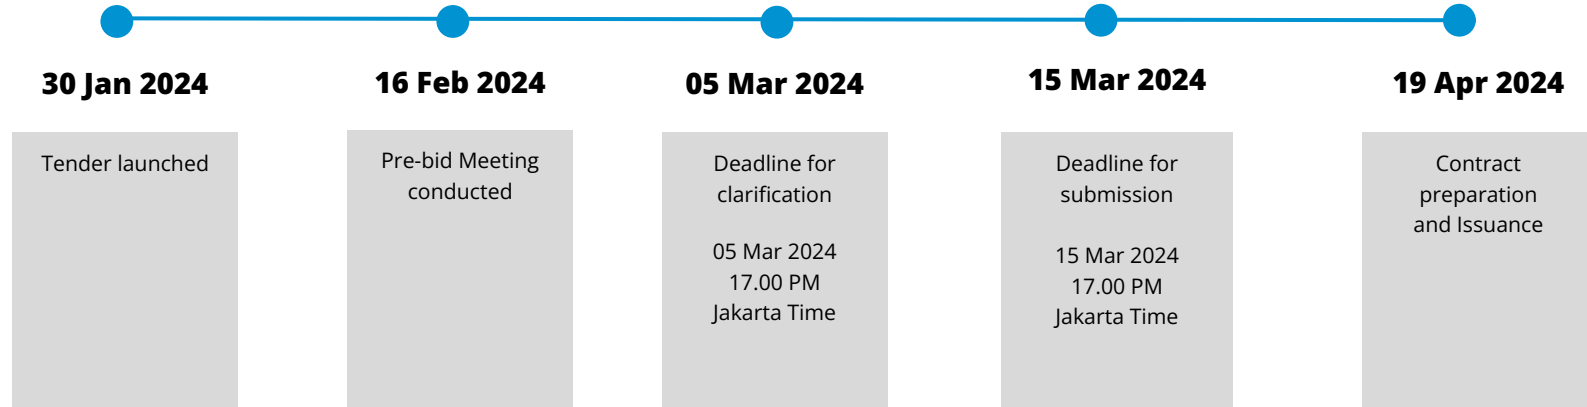 30 Jan 2024
Tender launched
16 Feb 2024
Pre-bid Meeting
conducted
05 Mar 2024
Deadline for
clarification
05 Mar 2024
17.00 PM
Jakarta Time
15 Mar 2024
Deadline for
submission
15 Mar 2024
17.00 PM
Jakarta Time
19 Apr 2024
Contract
preparation
and Issuance